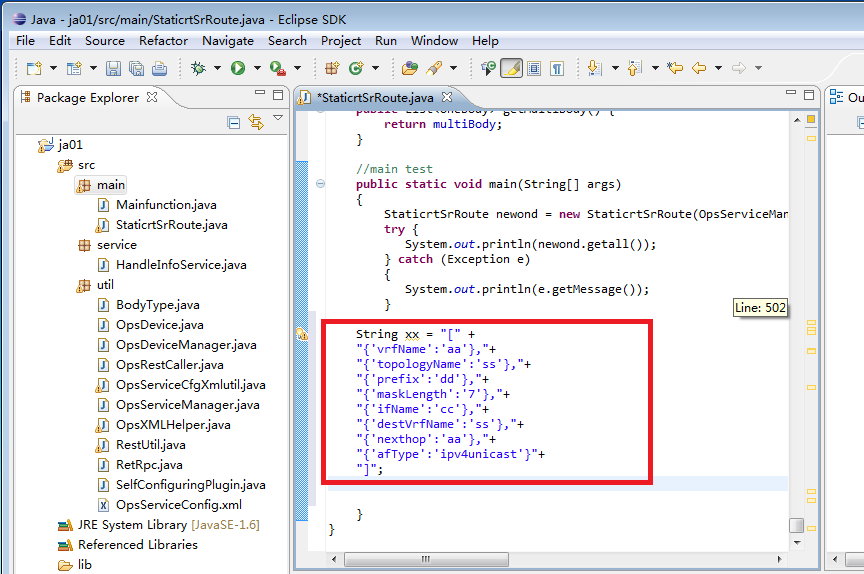 Java - ja01/src/main/StaticrtSrRoute.java - Eclipse SDK
File Edit Source Refactor Navigate Search Project Run Window Help
Package Explorer
ja01
src
main
Mainfunction.java
StaticrtSrRoute.java
service
HandleInfoService.java
util
BodyType.java
OpsDevice.java
OpsDeviceManager.java
OpsRestCaller.java
OpsServiceCfgXmlutil.java
OpsServiceManager.java
OpsXMLHelper.java
RestUtil.java
RetRpc.java
SelfConfiguringPlugin.java
OpsServiceConfig.xml
JRE System Library [JavaSE-1.6]
Referenced Libraries
lib
*StaticrtSrRoute.java
public List<oneBody> getMultiBody() {
return multiBody;
}
//main test
public static void main(String[] args)
{
StaticrtSrRoute newond = new StaticrtSrRoute(OpsServiceMan
try {
System.out.println(newond.getall());
} catch (Exception e)
{
System.out.println(e.getMessage());
}
Line: 502
String xx = "[" +
"{'vrfName':'aa'},"+
"{'topologyName':'ss'},"+
"{'prefix':'dd'},"+
"{'maskLength':'7'},"+
"{'ifName':'cc'},"+
"{'destVrfName':'ss'},"+
"{'nexthop':'aa'},"+
"{'afType':'ipv4unicast'}"+
"]";
}
}
Ou